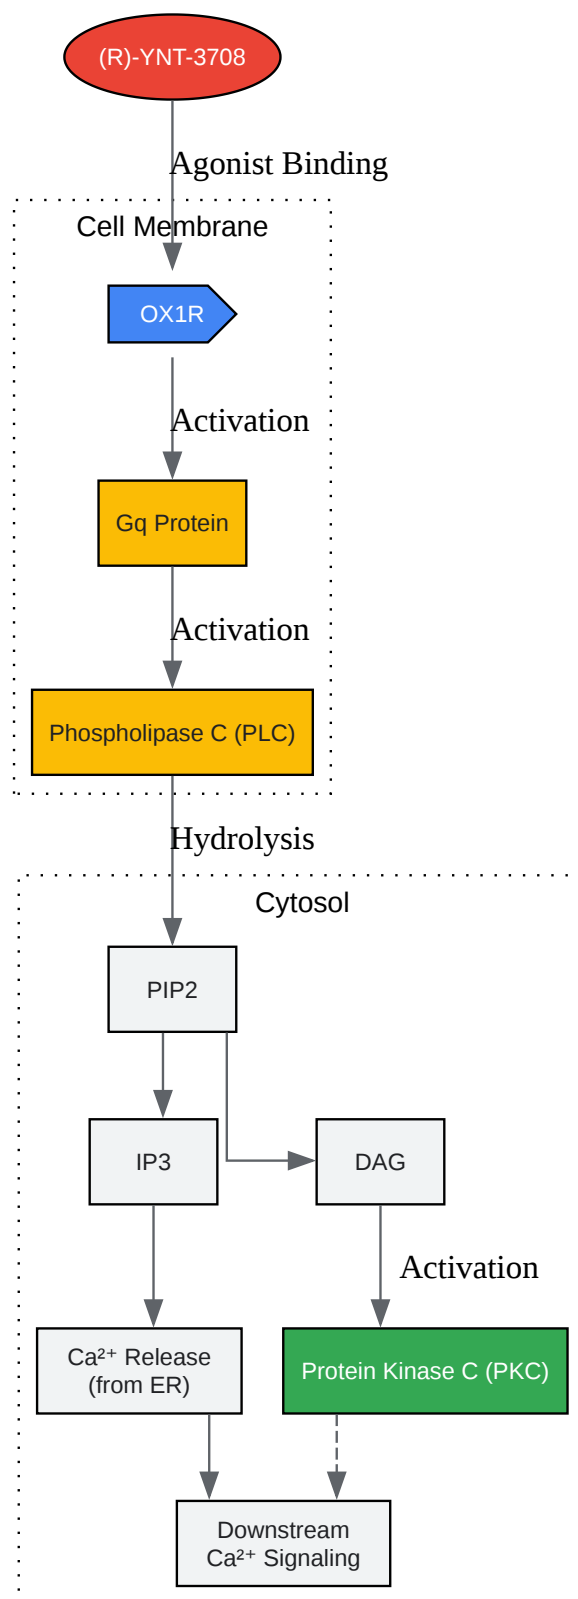 (R)-YNT-3708
Agonist Binding
Cell Membrane
OX1R
Activation
Gq Protein
Activation
Phospholipase C (PLC)
Hydrolysis
Cytosol
PIP2
IP3
DAG
Activation
Ca²⁺ Release
(from ER)
Protein Kinase C (PKC)
Downstream
Ca²⁺ Signaling